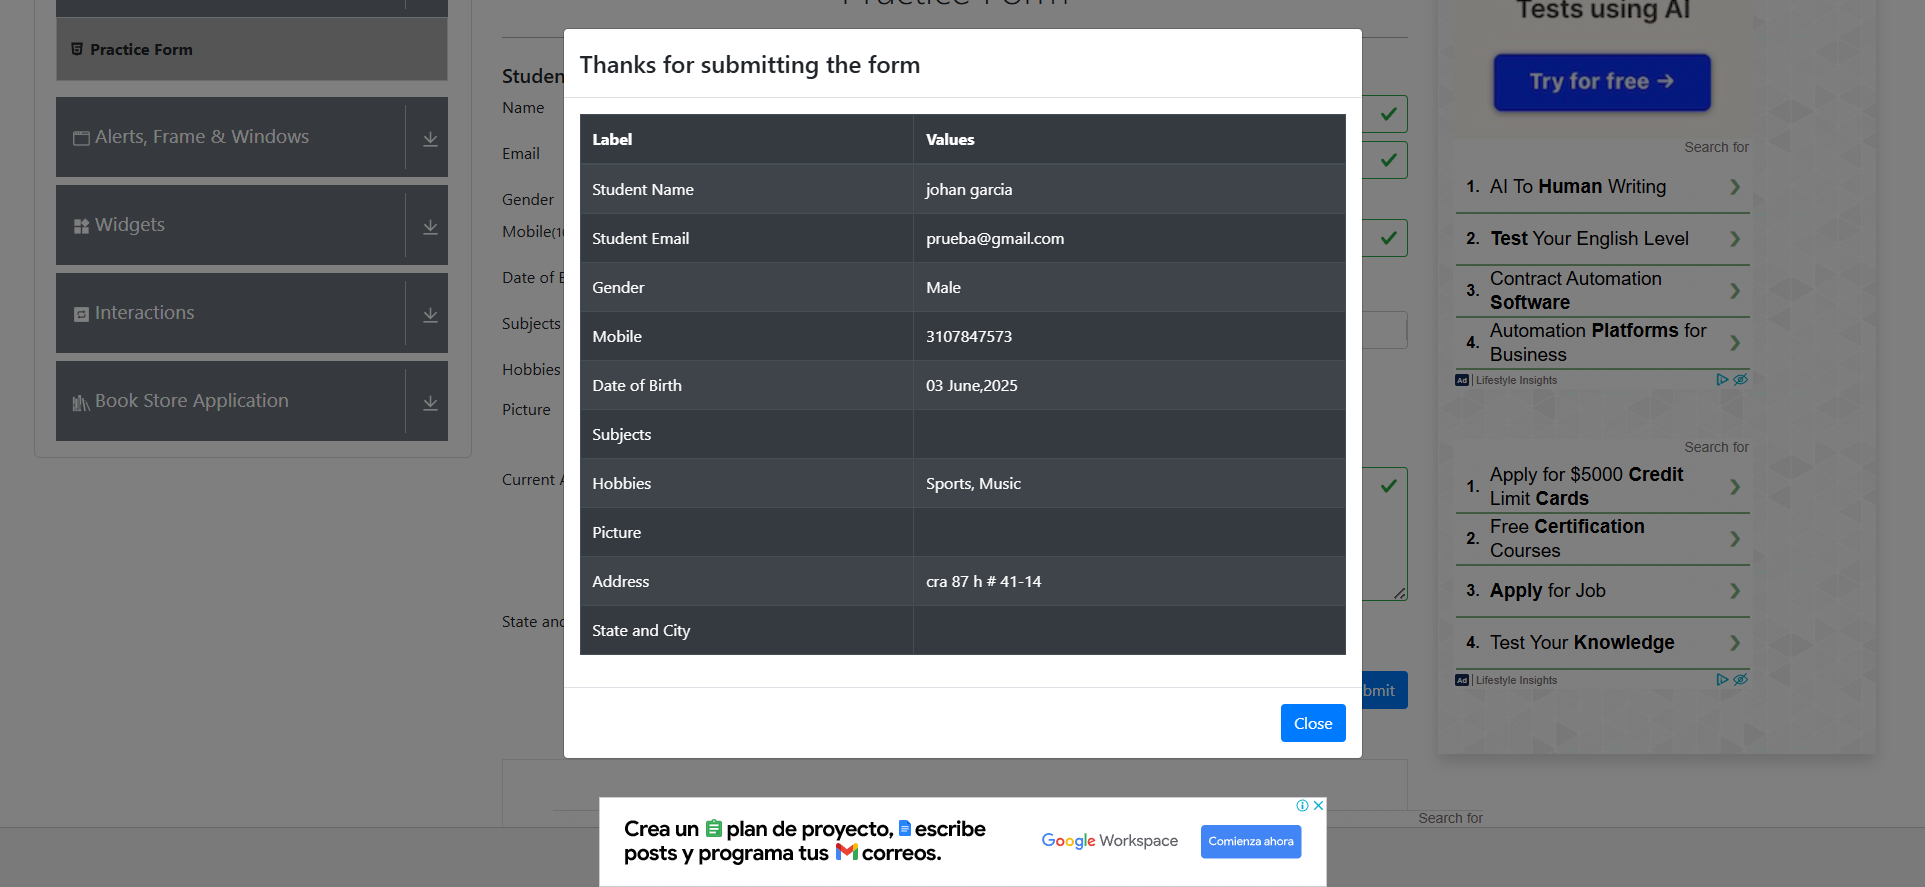 Practice Form
Practice Form
Alerts, Frame & Windows
Widgets
Interactions
Book Store Application
Studen
Name
Email
Gender
Mobile(10
Date of B
Subjects
Hobbies
Picture
Current A
State and
Thanks for submitting the form
Label Values
Student Name johan garcia
Student Email prueba@gmail.com
Gender Male
Mobile 3107847573
Date of Birth 03 June,2025
Subjects
Hobbies Sports, Music
Picture
Address cra 87 h # 41-14
State and City
Close
bmit
Tests using AI
Try for free →
Search for
1. AI To Human Writing
2. Test Your English Level
3. Contract Automation
Software
4. Automation Platforms for
Business
Ad | Lifestyle Insights
Search for
1. Apply for $5000 Credit
Limit Cards
2. Free Certification
Courses
3. Apply for Job
4. Test Your Knowledge
Ad | Lifestyle Insights
Search for
Crea un plan de proyecto, escribe
posts y programa tus correos.
Google Workspace
Comienza ahora